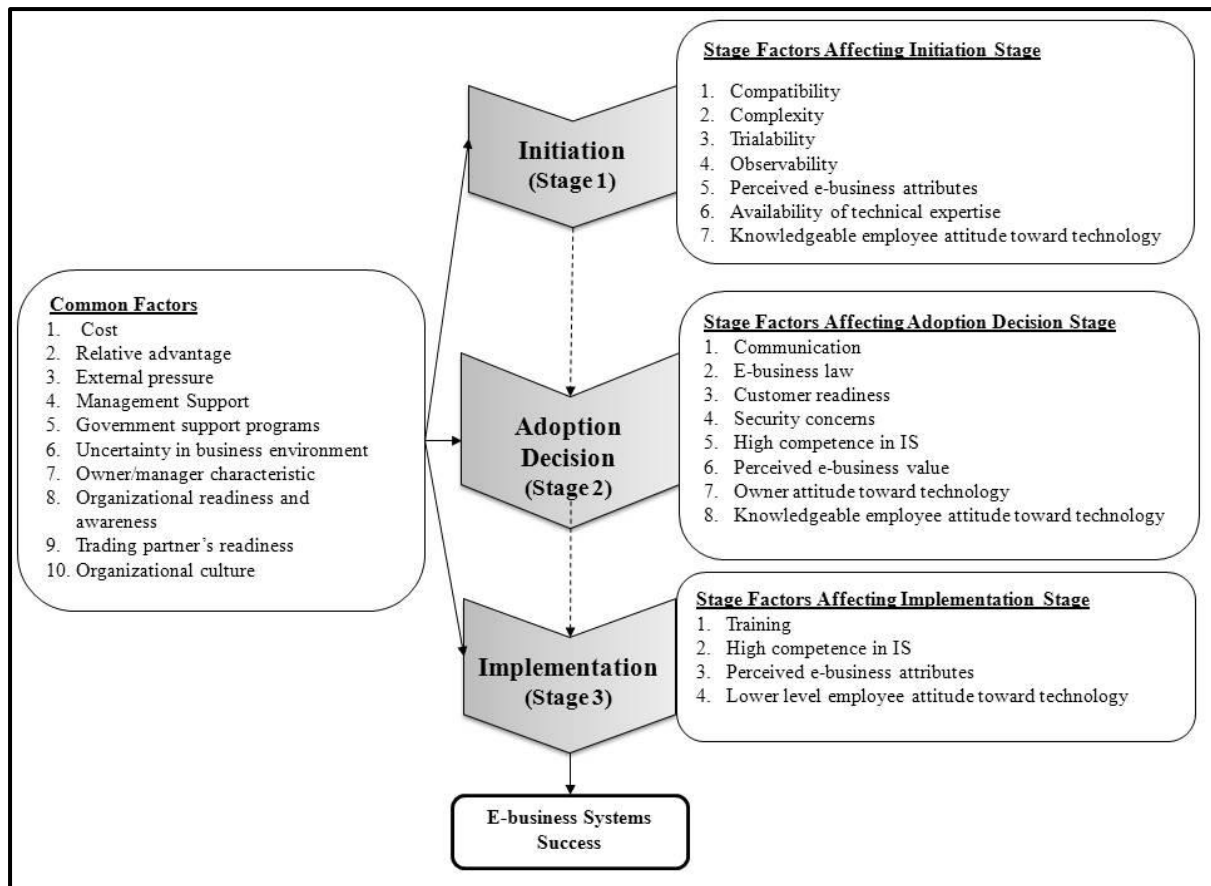 Stage Factors Affecting Initiation Stage
1. Compatibility
2. Complexity
3. Trialability
4. Observability
5. Perceived e-business attributes
6. Availability of technical expertise
7. Knowledgeable employee attitude toward technology
Initiation
(Stage 1)
Common Factors
1. Cost
2. Relative advantage
3. External pressure
4. Management Support
5. Government support programs
6. Uncertainty in business environment
7. Owner/manager characteristic
8. Organizational readiness and
awareness
9. Trading partner's readiness
10. Organizational culture
Adoption
Decision
(Stage 2)
Stage Factors Affecting Adoption Decision Stage
1. Communication
2. E-business law
3. Customer readiness
4. Security concerns
5. High competence in IS
6. Perceived e-business value
7. Owner attitude toward technology
8. Knowledgeable employee attitude toward technology
Implementation
(Stage 3)
Stage Factors Affecting Implementation Stage
1. Training
2. High competence in IS
3. Perceived e-business attributes
4. Lower level employee attitude toward technology
E-business Systems
Success